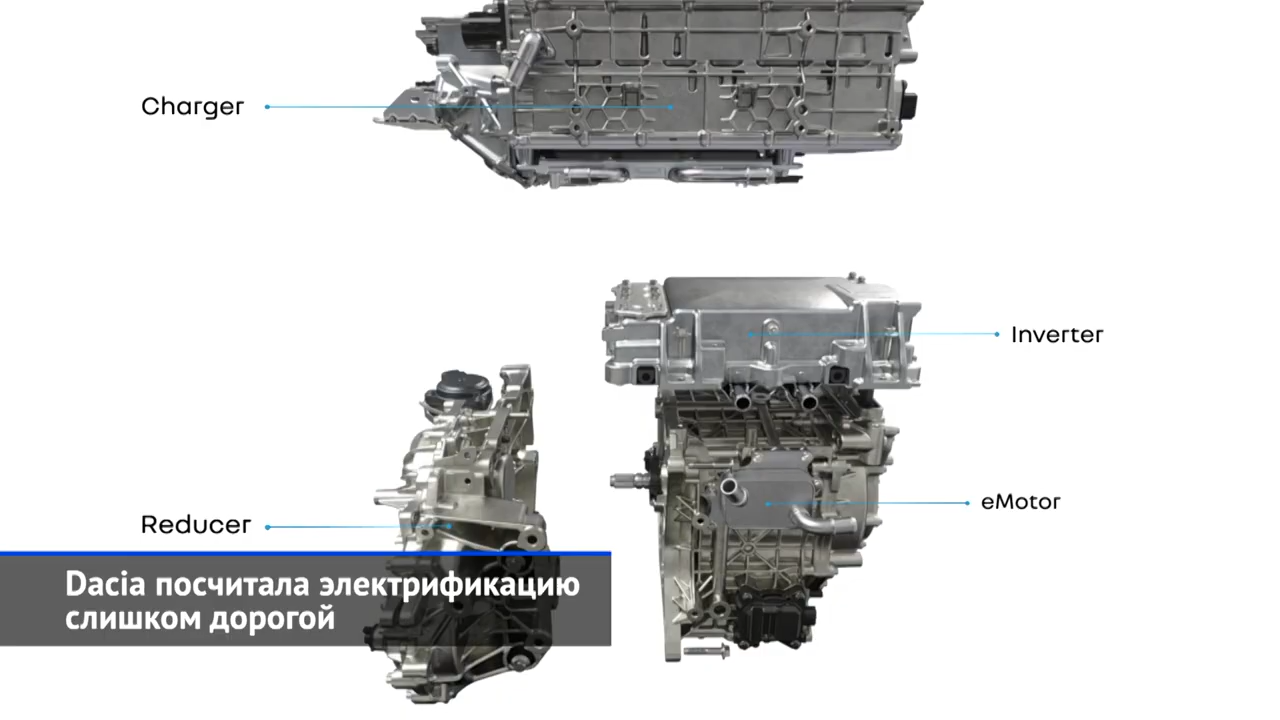 Charger
Inverter
eMotor
Reducer
Dacia посчитала электрификацию
слишком дорогой